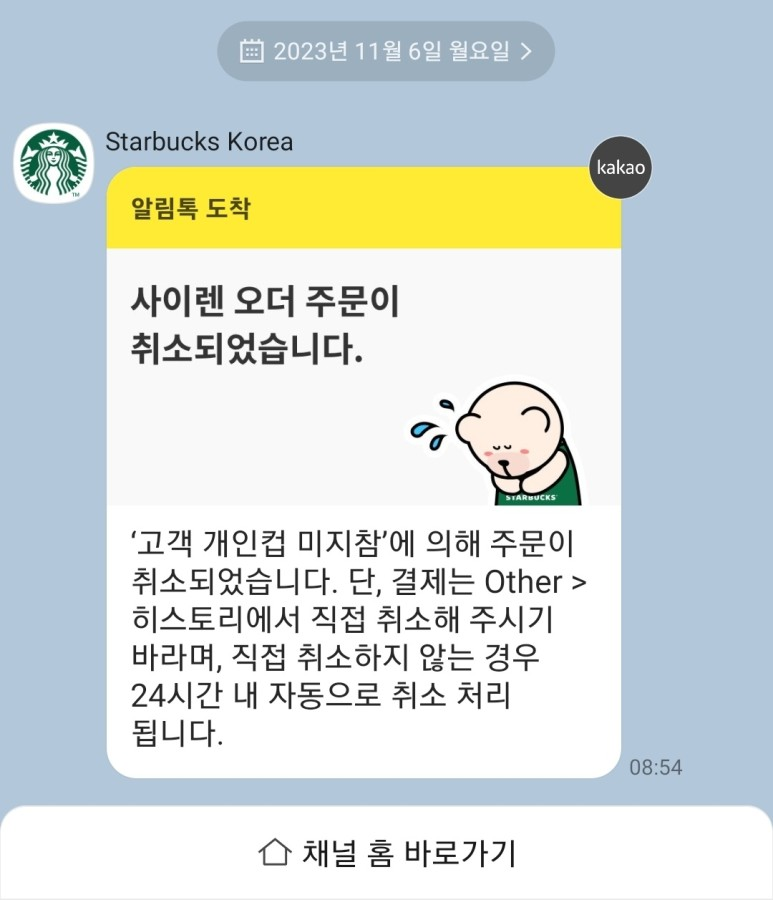 2023년 11월 6일 월요일 >
Starbucks Korea
kakao
알림톡 도착
사이렌 오더 주문이
취소되었습니다.
STARBUCKS
‘고객 개인컵 미지참’에 의해 주문이
취소되었습니다. 단, 결제는 Other >
히스토리에서 직접 취소해 주시기
바라며, 직접 취소하지 않는 경우
24시간 내 자동으로 취소 처리
됩니다.
08:54
채널 홈 바로가기